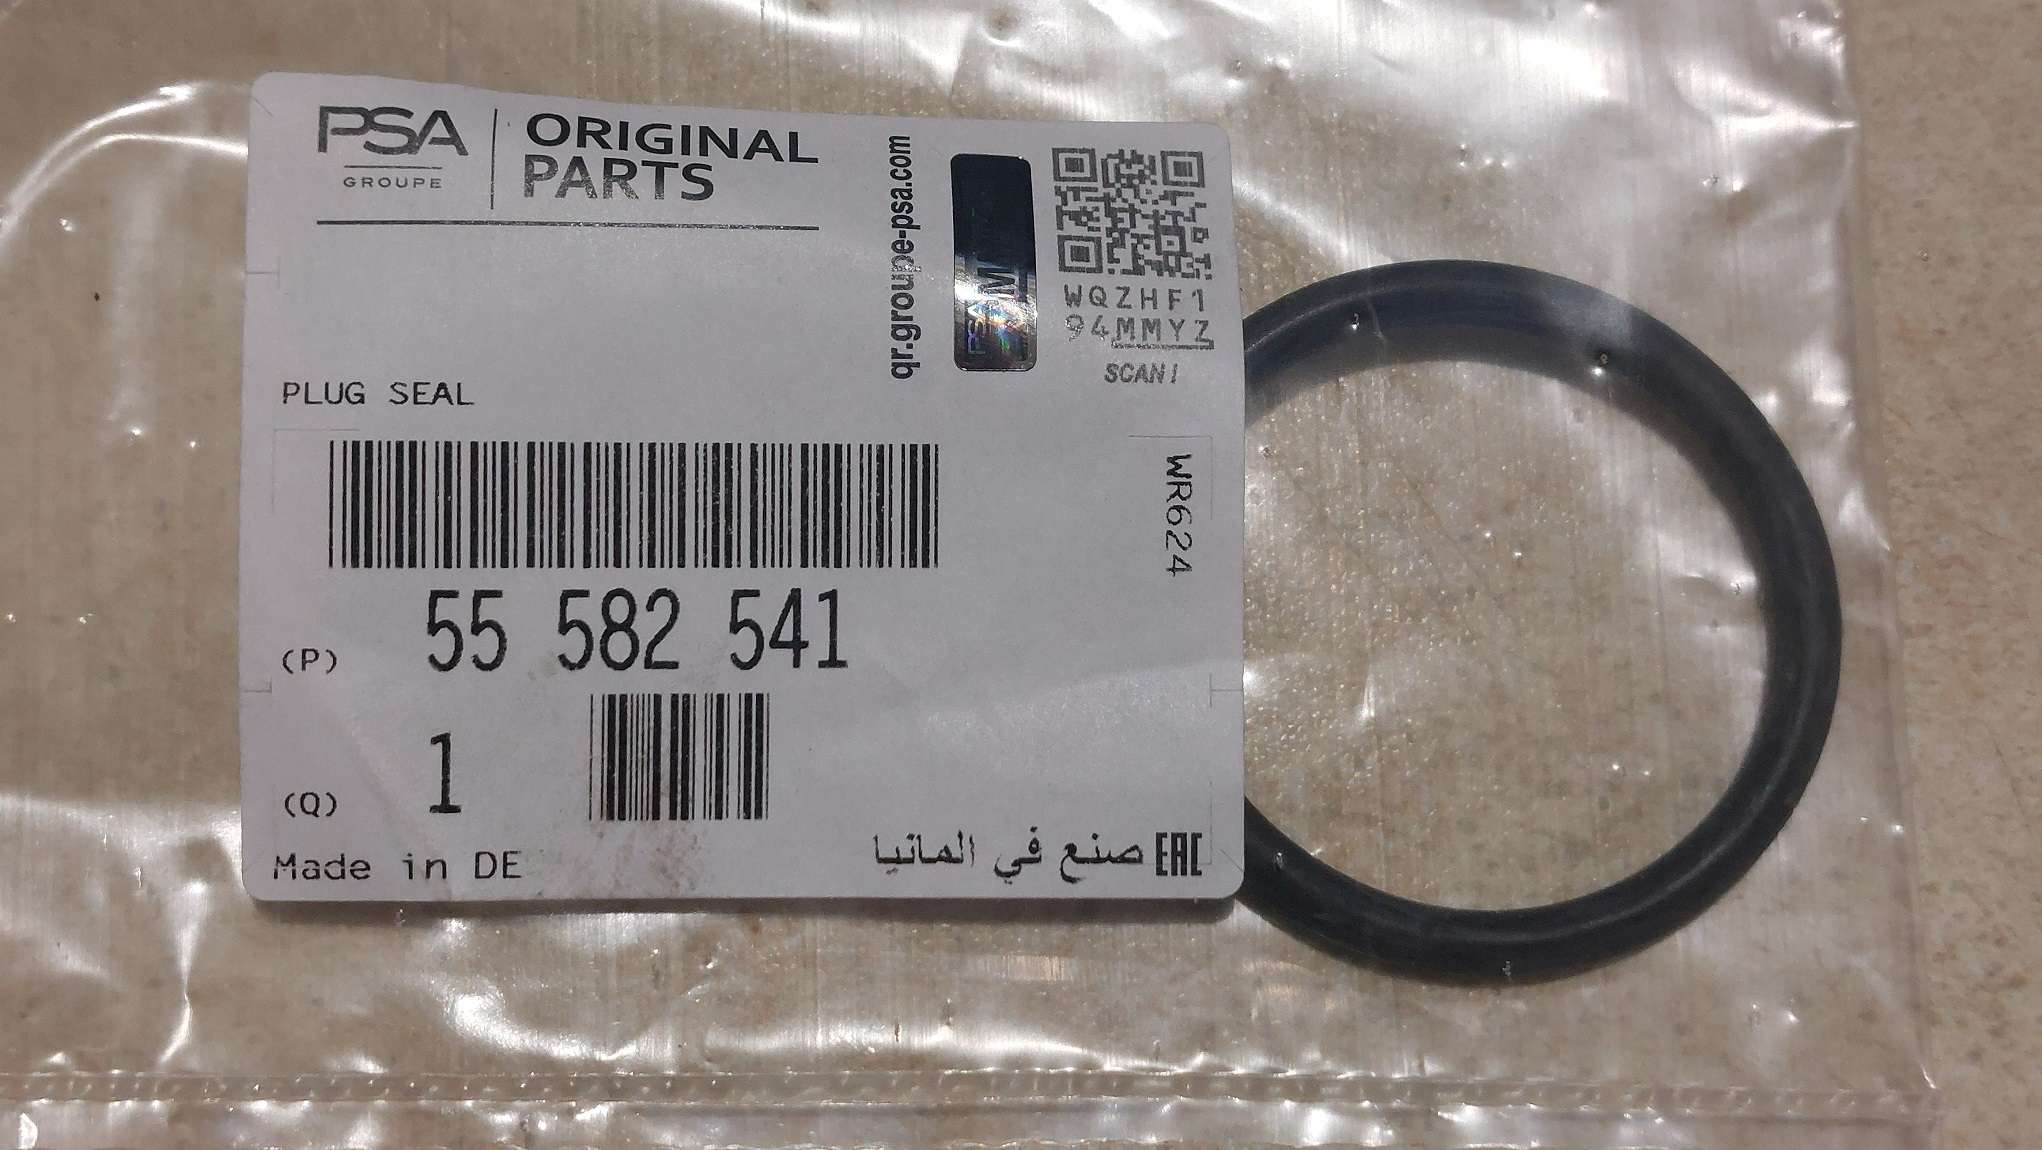 PSA
GROUPE
ORIGINAL
PARTS
qr.groupe-psa.com
WQZHF1
94MMYZ
SCAN!
PLUG SEAL
WR624
(P) 55 582 541
(Q) 1
Made in DE
صنع في المانيا EAC